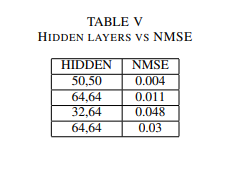 TABLE V
HIDDEN LAYERS VS NMSE
HIDDEN NMSE
50,50 0.004
64,64 0.011
32,64 0.048
64,64 0.03